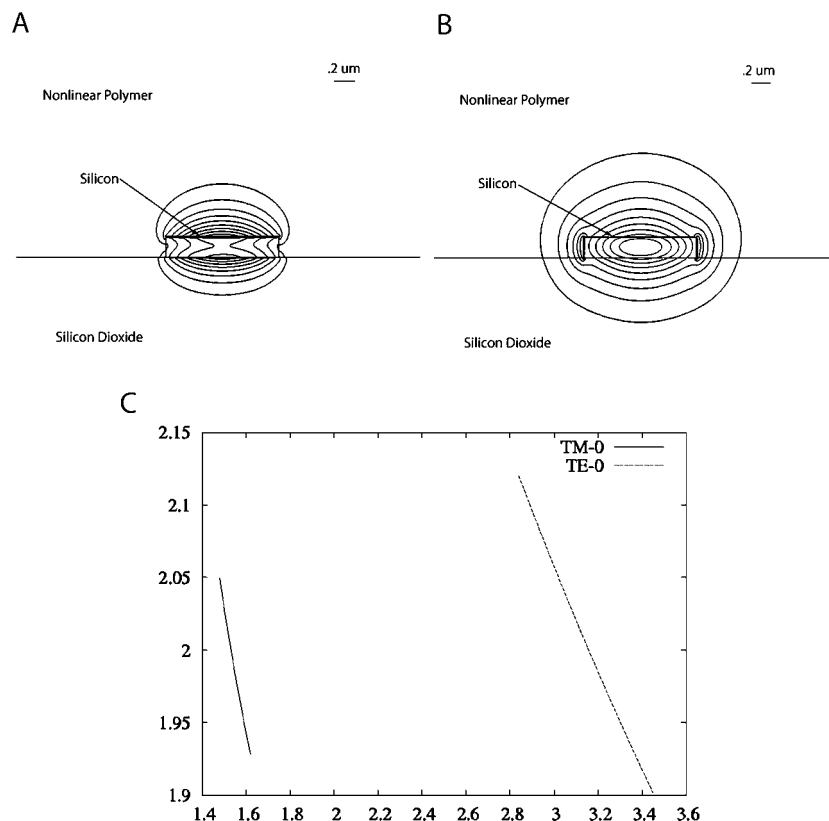 A
.2 um
Nonlinear Polymer
Silicon
Silicon Dioxide
B
.2 um
Nonlinear Polymer
Silicon
Silicon Dioxide
C
2.15
2.1
2.05
2
1.95
1.9
TM-0
TE-0
1.4 1.6 1.8 2 2.2 2.4 2.6 2.8 3 3.2 3.4 3.6